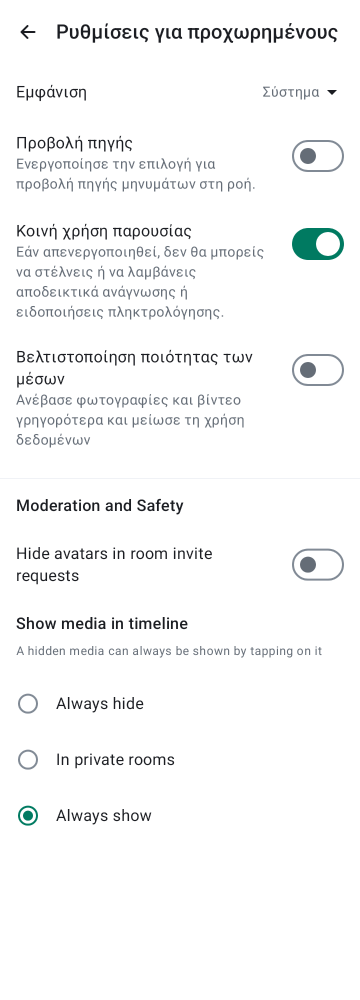 Ρυθμίσεις για προχωρημένους
Εμφάνιση
Σύστημα
Προβολή πηγής
Ενεργοποίησε την επιλογή για
προβολή πηγής μηνυμάτων στη ροή.
Κοινή χρήση παρουσίας
Εάν απενεργοποιηθεί, δεν θα μπορείς
να στέλνεις ή να λαμβάνεις
αποδεικτικά ανάγνωσης ή
ειδοποιήσεις πληκτρολόγησης.
Βελτιστοποίηση ποιότητας των
μέσων
Ανέβασε φωτογραφίες και βίντεο
γρηγορότερα και μείωσε τη χρήση
δεδομένων
Moderation and Safety
Hide avatars in room invite
requests
Show media in timeline
A hidden media can always be shown by tapping on it
Always hide
In private rooms
Always show